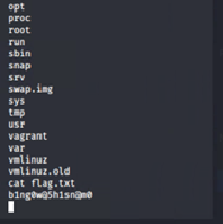 opt
proc
root
run
sbin
snap
srv
swap.img
sys
tmp
usr
vagrant
var
vmlinuz
vmlinuz.old
cat flag.txt
b1ng0w@5h1sn@m0